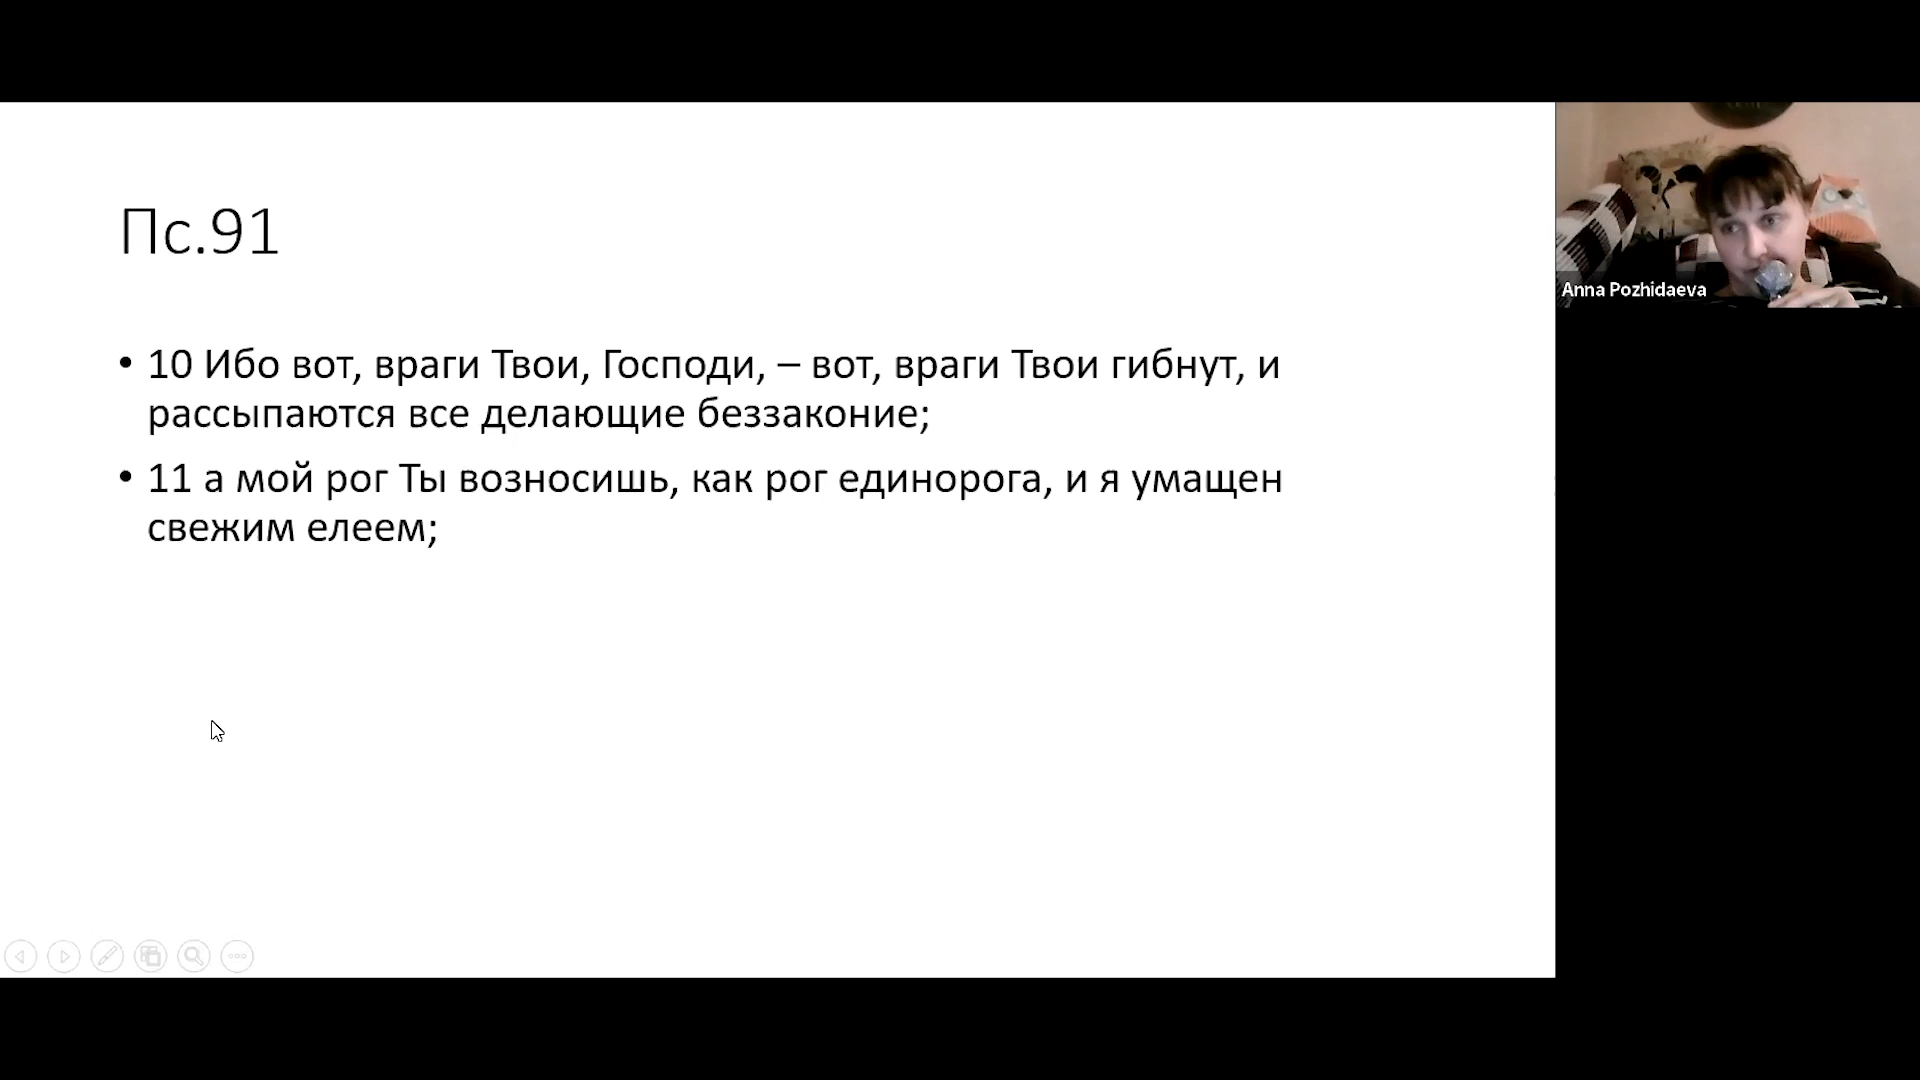 Пс.91
• 10 Ибо вот, враги Твои, Господи, – вот, враги Твои гибнут, и
рассыпаются все делающие беззаконие;
• 11 а мой рог Ты возносишь, как рог единорога, и я умащен
свежим елеем;
Anna Pozhidaeva